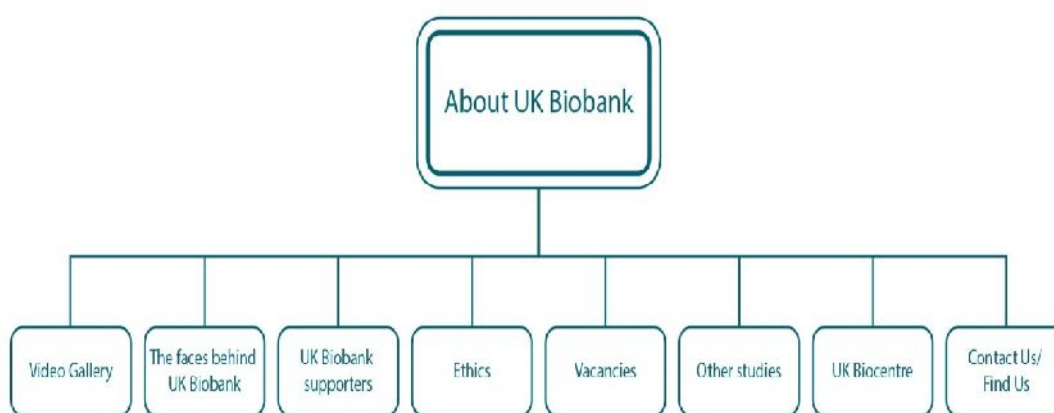 About UK Biobank
Video Gallery
The faces behind
UK Biobank
UK Biobank
supporters
Ethics
Vacancies
Other studies
UK Biocentre
Contact Us/
Find Us